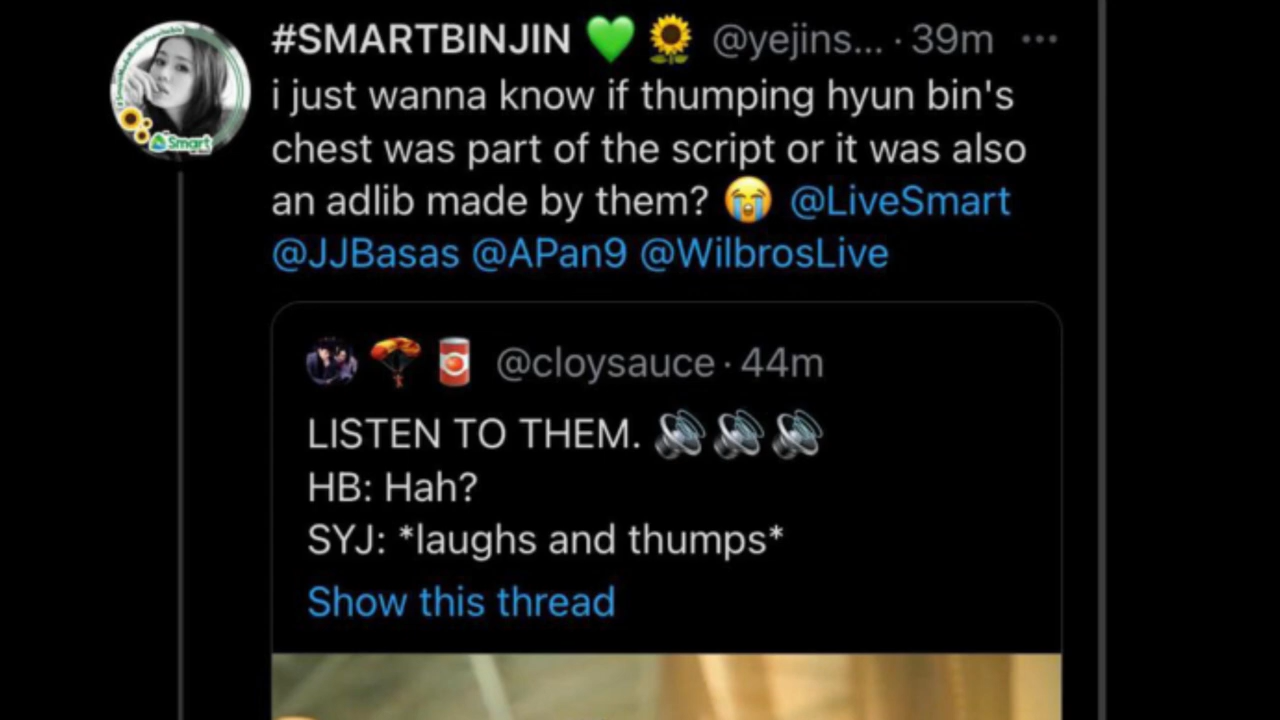 #SMARTBINJIN 💚 🌻 @yejins... · 39m ...
i just wanna know if thumping hyun bin's
chest was part of the script or it was also
an adlib made by them? 😭 @LiveSmart
@JJBasas @APan9 @WilbrosLive
Smart
🪂 🥫 @cloysauce · 44m
LISTEN TO THEM. 🔊🔊🔊
HB: Hah?
SYJ: *laughs and thumps*
Show this thread